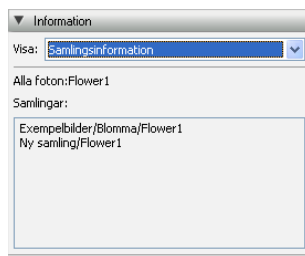 Information
Visa: Samlingsinformation
Alla foton:Flower1
Samlingar:
Exempelbilder/Blomma/Flower1
Ny samling/Flower1